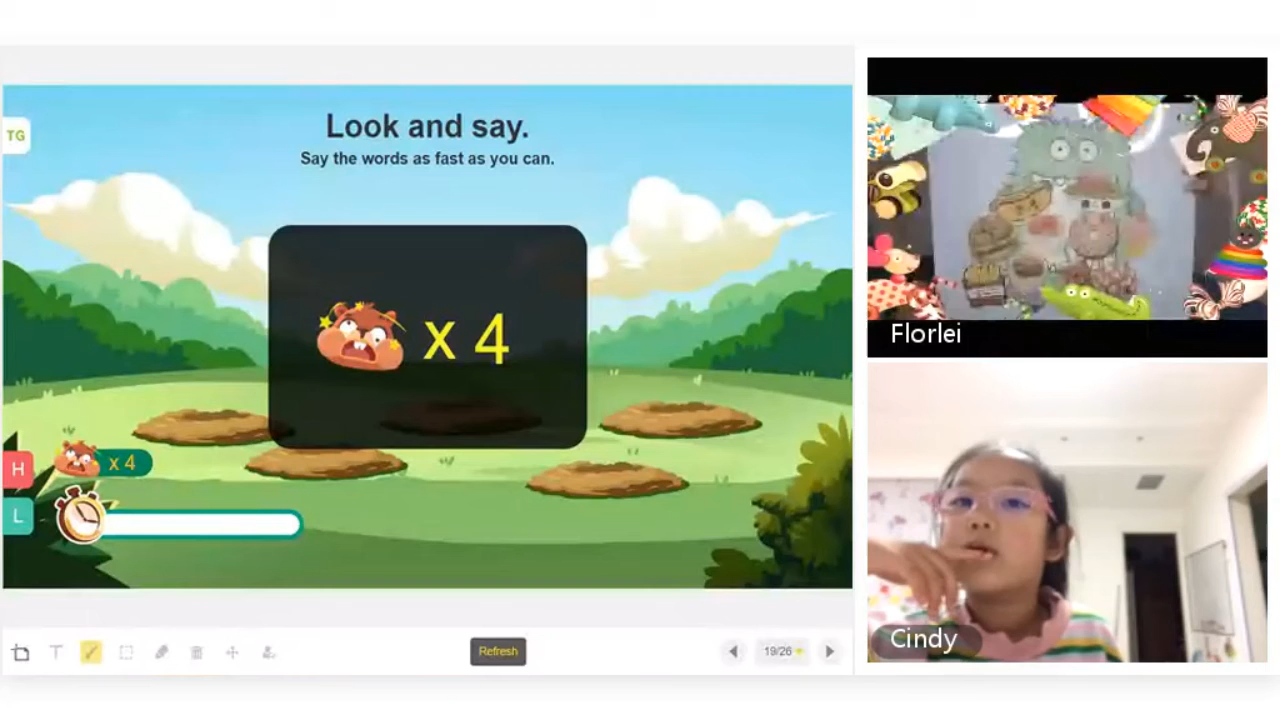 TG
Look and say.
Say the words as fast as you can.
x 4
H
x 4
L
T
Refresh
19/26
Florlei
Cindy